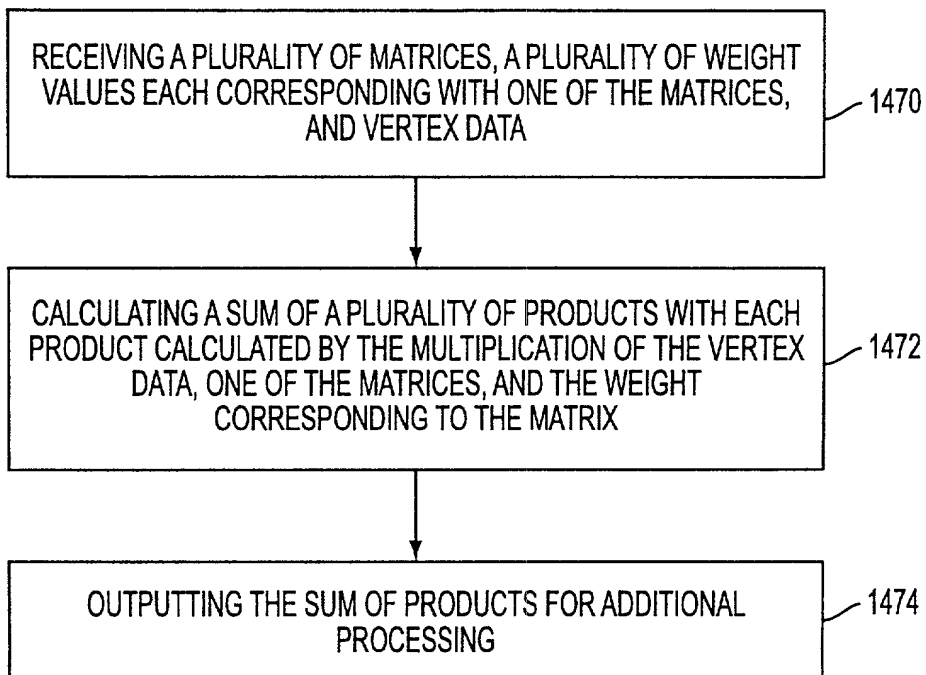 RECEIVING A PLURALITY OF MATRICES, A PLURALITY OF WEIGHT
VALUES EACH CORRESPONDING WITH ONE OF THE MATRICES,
AND VERTEX DATA
1470
CALCULATING A SUM OF A PLURALITY OF PRODUCTS WITH EACH
PRODUCT CALCULATED BY THE MULTIPLICATION OF THE VERTEX
DATA, ONE OF THE MATRICES, AND THE WEIGHT
CORRESPONDING TO THE MATRIX
1472
OUTPUTTING THE SUM OF PRODUCTS FOR ADDITIONAL
PROCESSING
1474